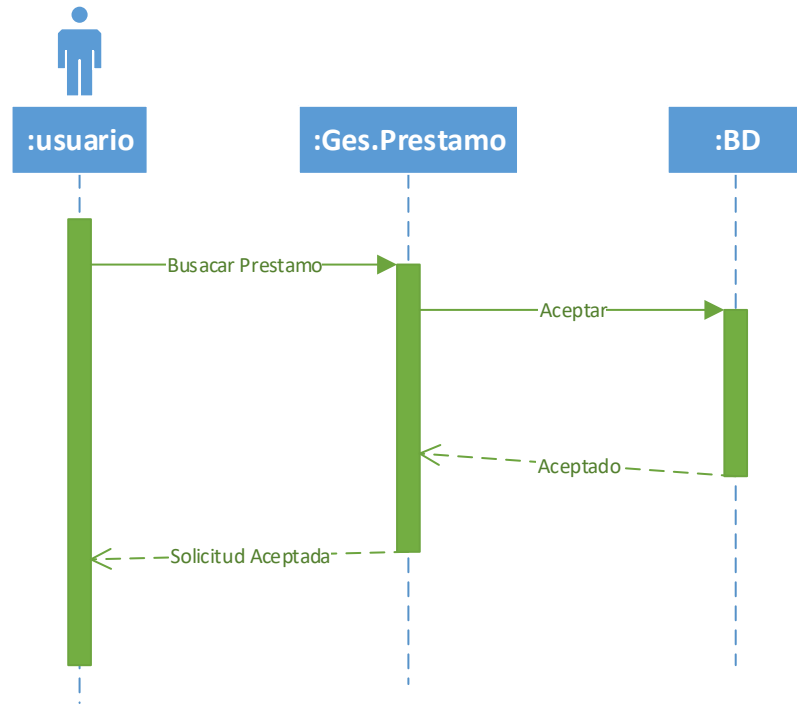 :usuario
:Ges.Prestamo
:BD
Busacar Prestamo
Aceptar
Aceptado
Solicitud Aceptada